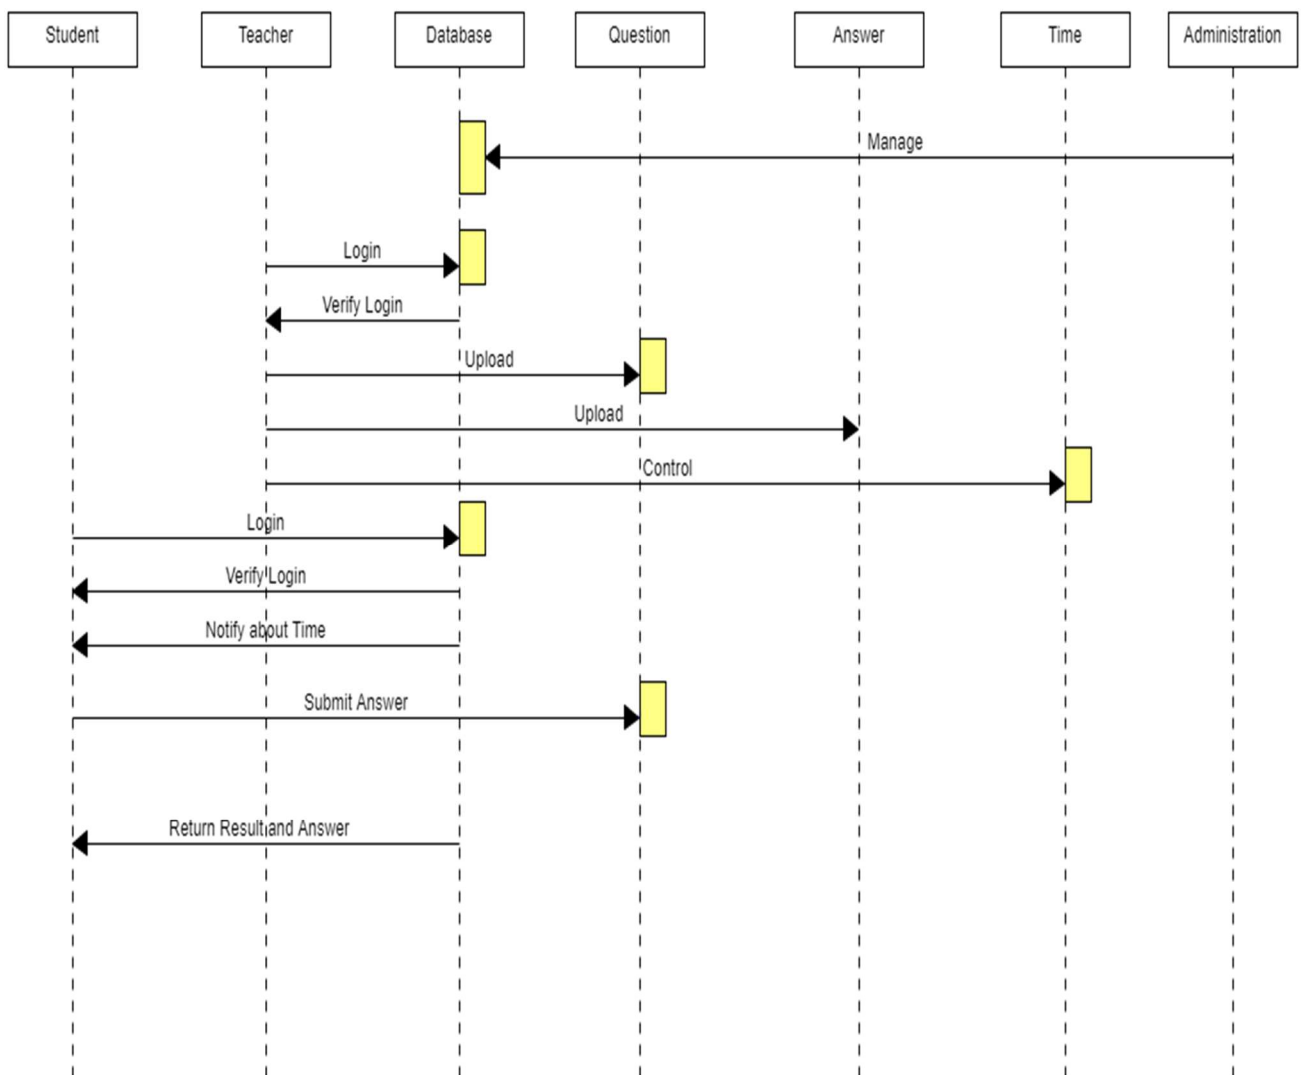 Student
Teacher
Database
Question
Answer
Time
Administration
Manage
Login
Verify Login
Upload
Upload
Control
Login
Verify Login
Notify about Time
Submit Answer
Return Result and Answer